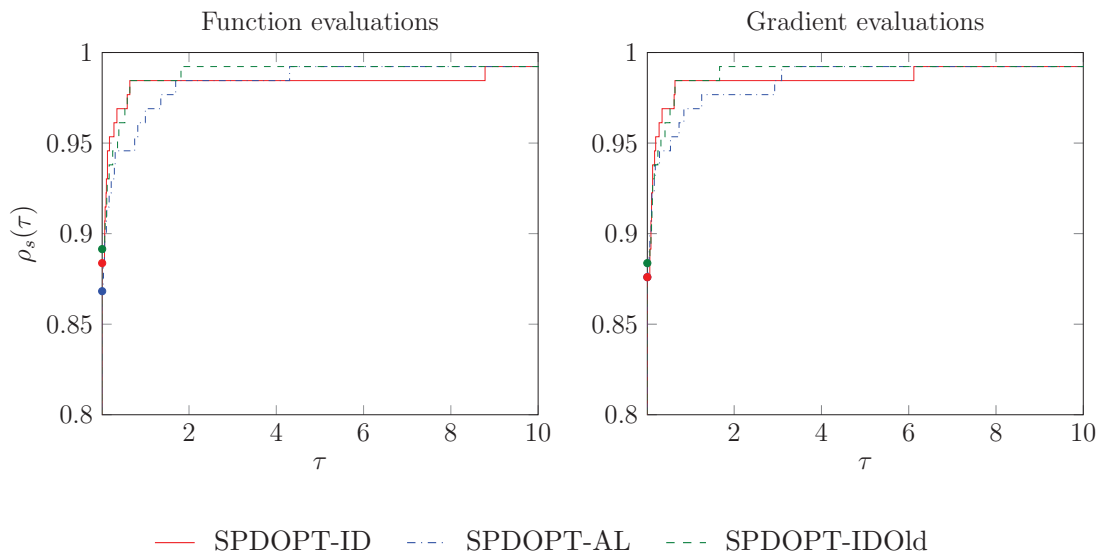 Function evaluations
Gradient evaluations
1
0.95
0.9
0.85
0.8
ρs(τ)
2 4 6 8 10
τ
1
0.95
0.9
0.85
0.8
2 4 6 8 10
τ
SPDOPT-ID SPDOPT-AL SPDOPT-IDOld